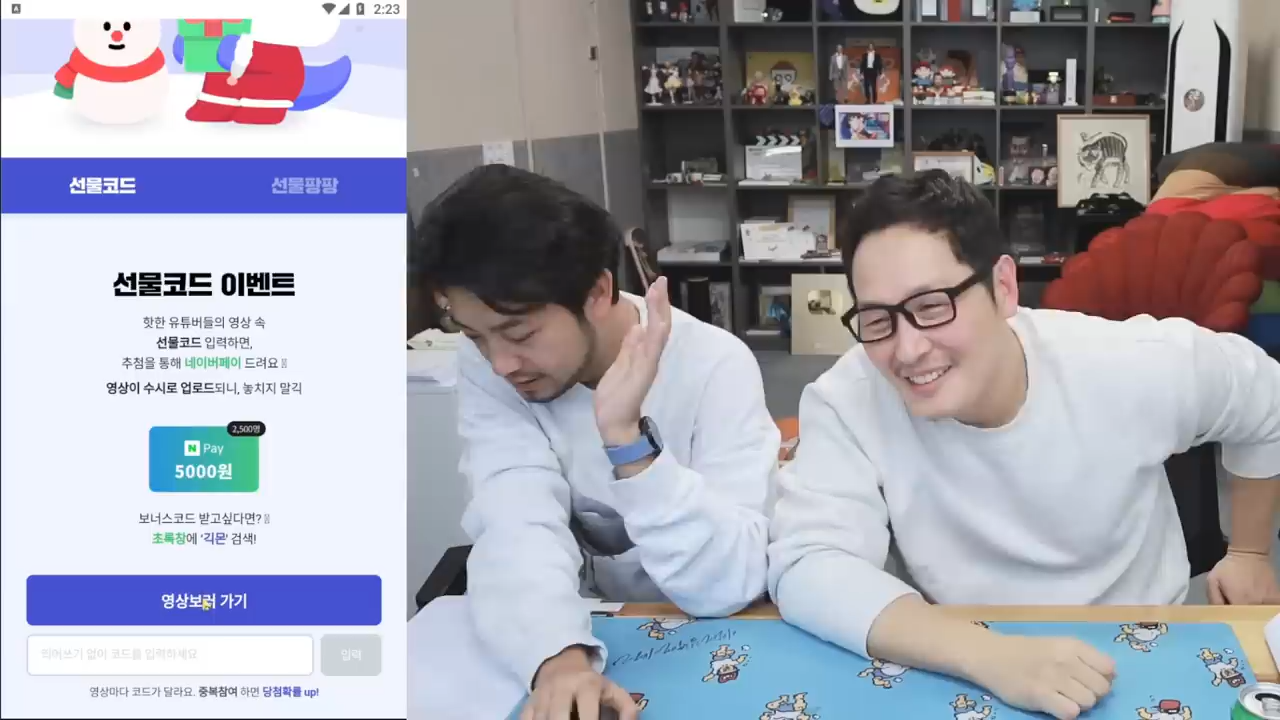 2:23
선물코드
선물팡팡
선물코드 이벤트
핫한 유튜버들의 영상 속
선물코드 입력하면,
추첨을 통해 네이버페이 드려요
영상이 수시로 업로드되니, 놓치지 말긱
2,500명
N Pay
5000원
보너스코드 받고싶다면?
초록창에 '긱몬' 검색!
영상보러 가기
띄어쓰기 없이 코드를 입력하세요
입력
영상마다 코드가 달라요. 중복참여 하면 당첨확률 up!